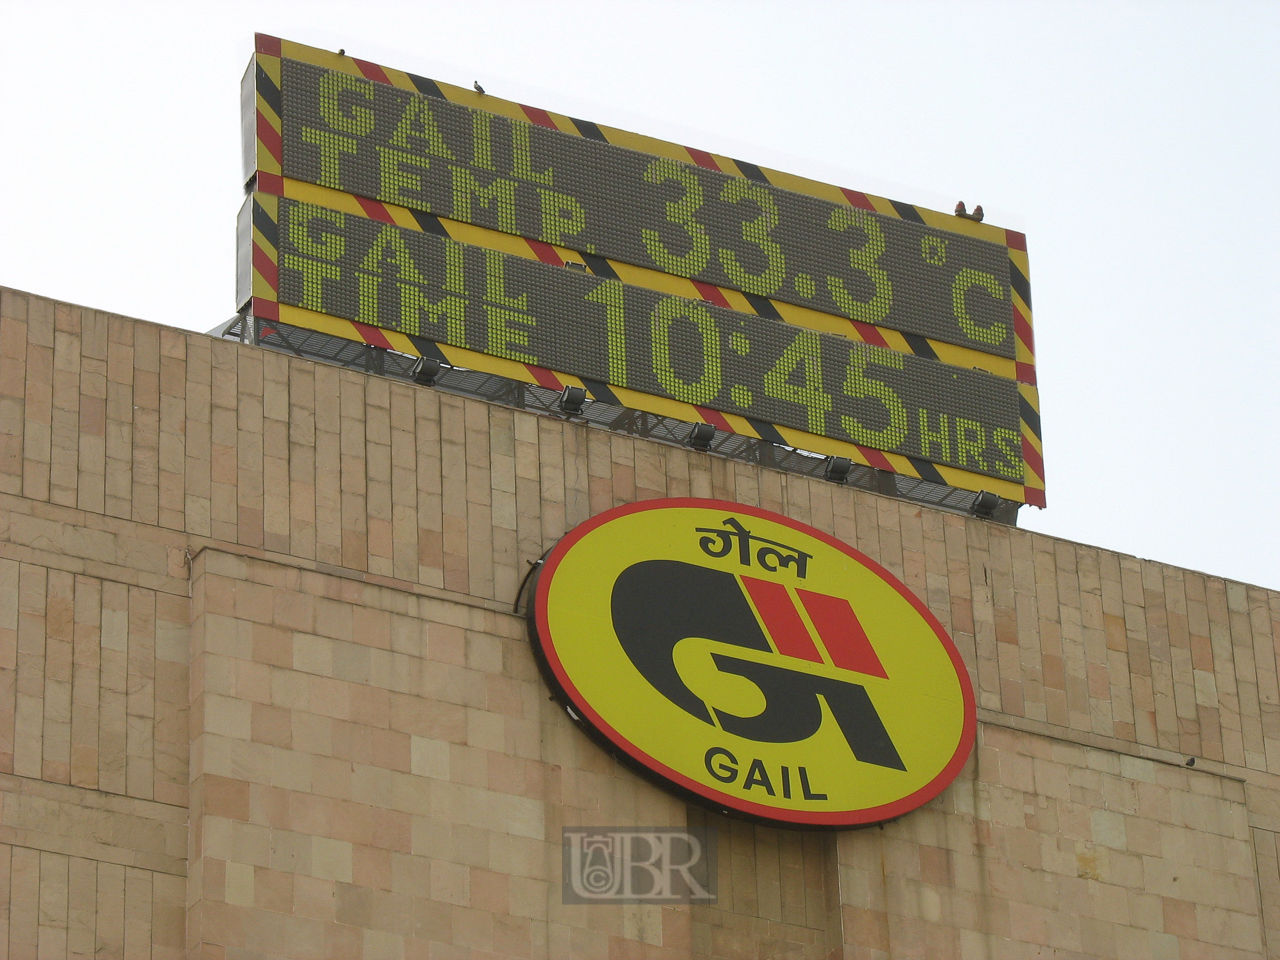 GAIL
TEMP. 33.3°C
GAIL
TIME 10:45 HRS
गेल
GAIL
UBR